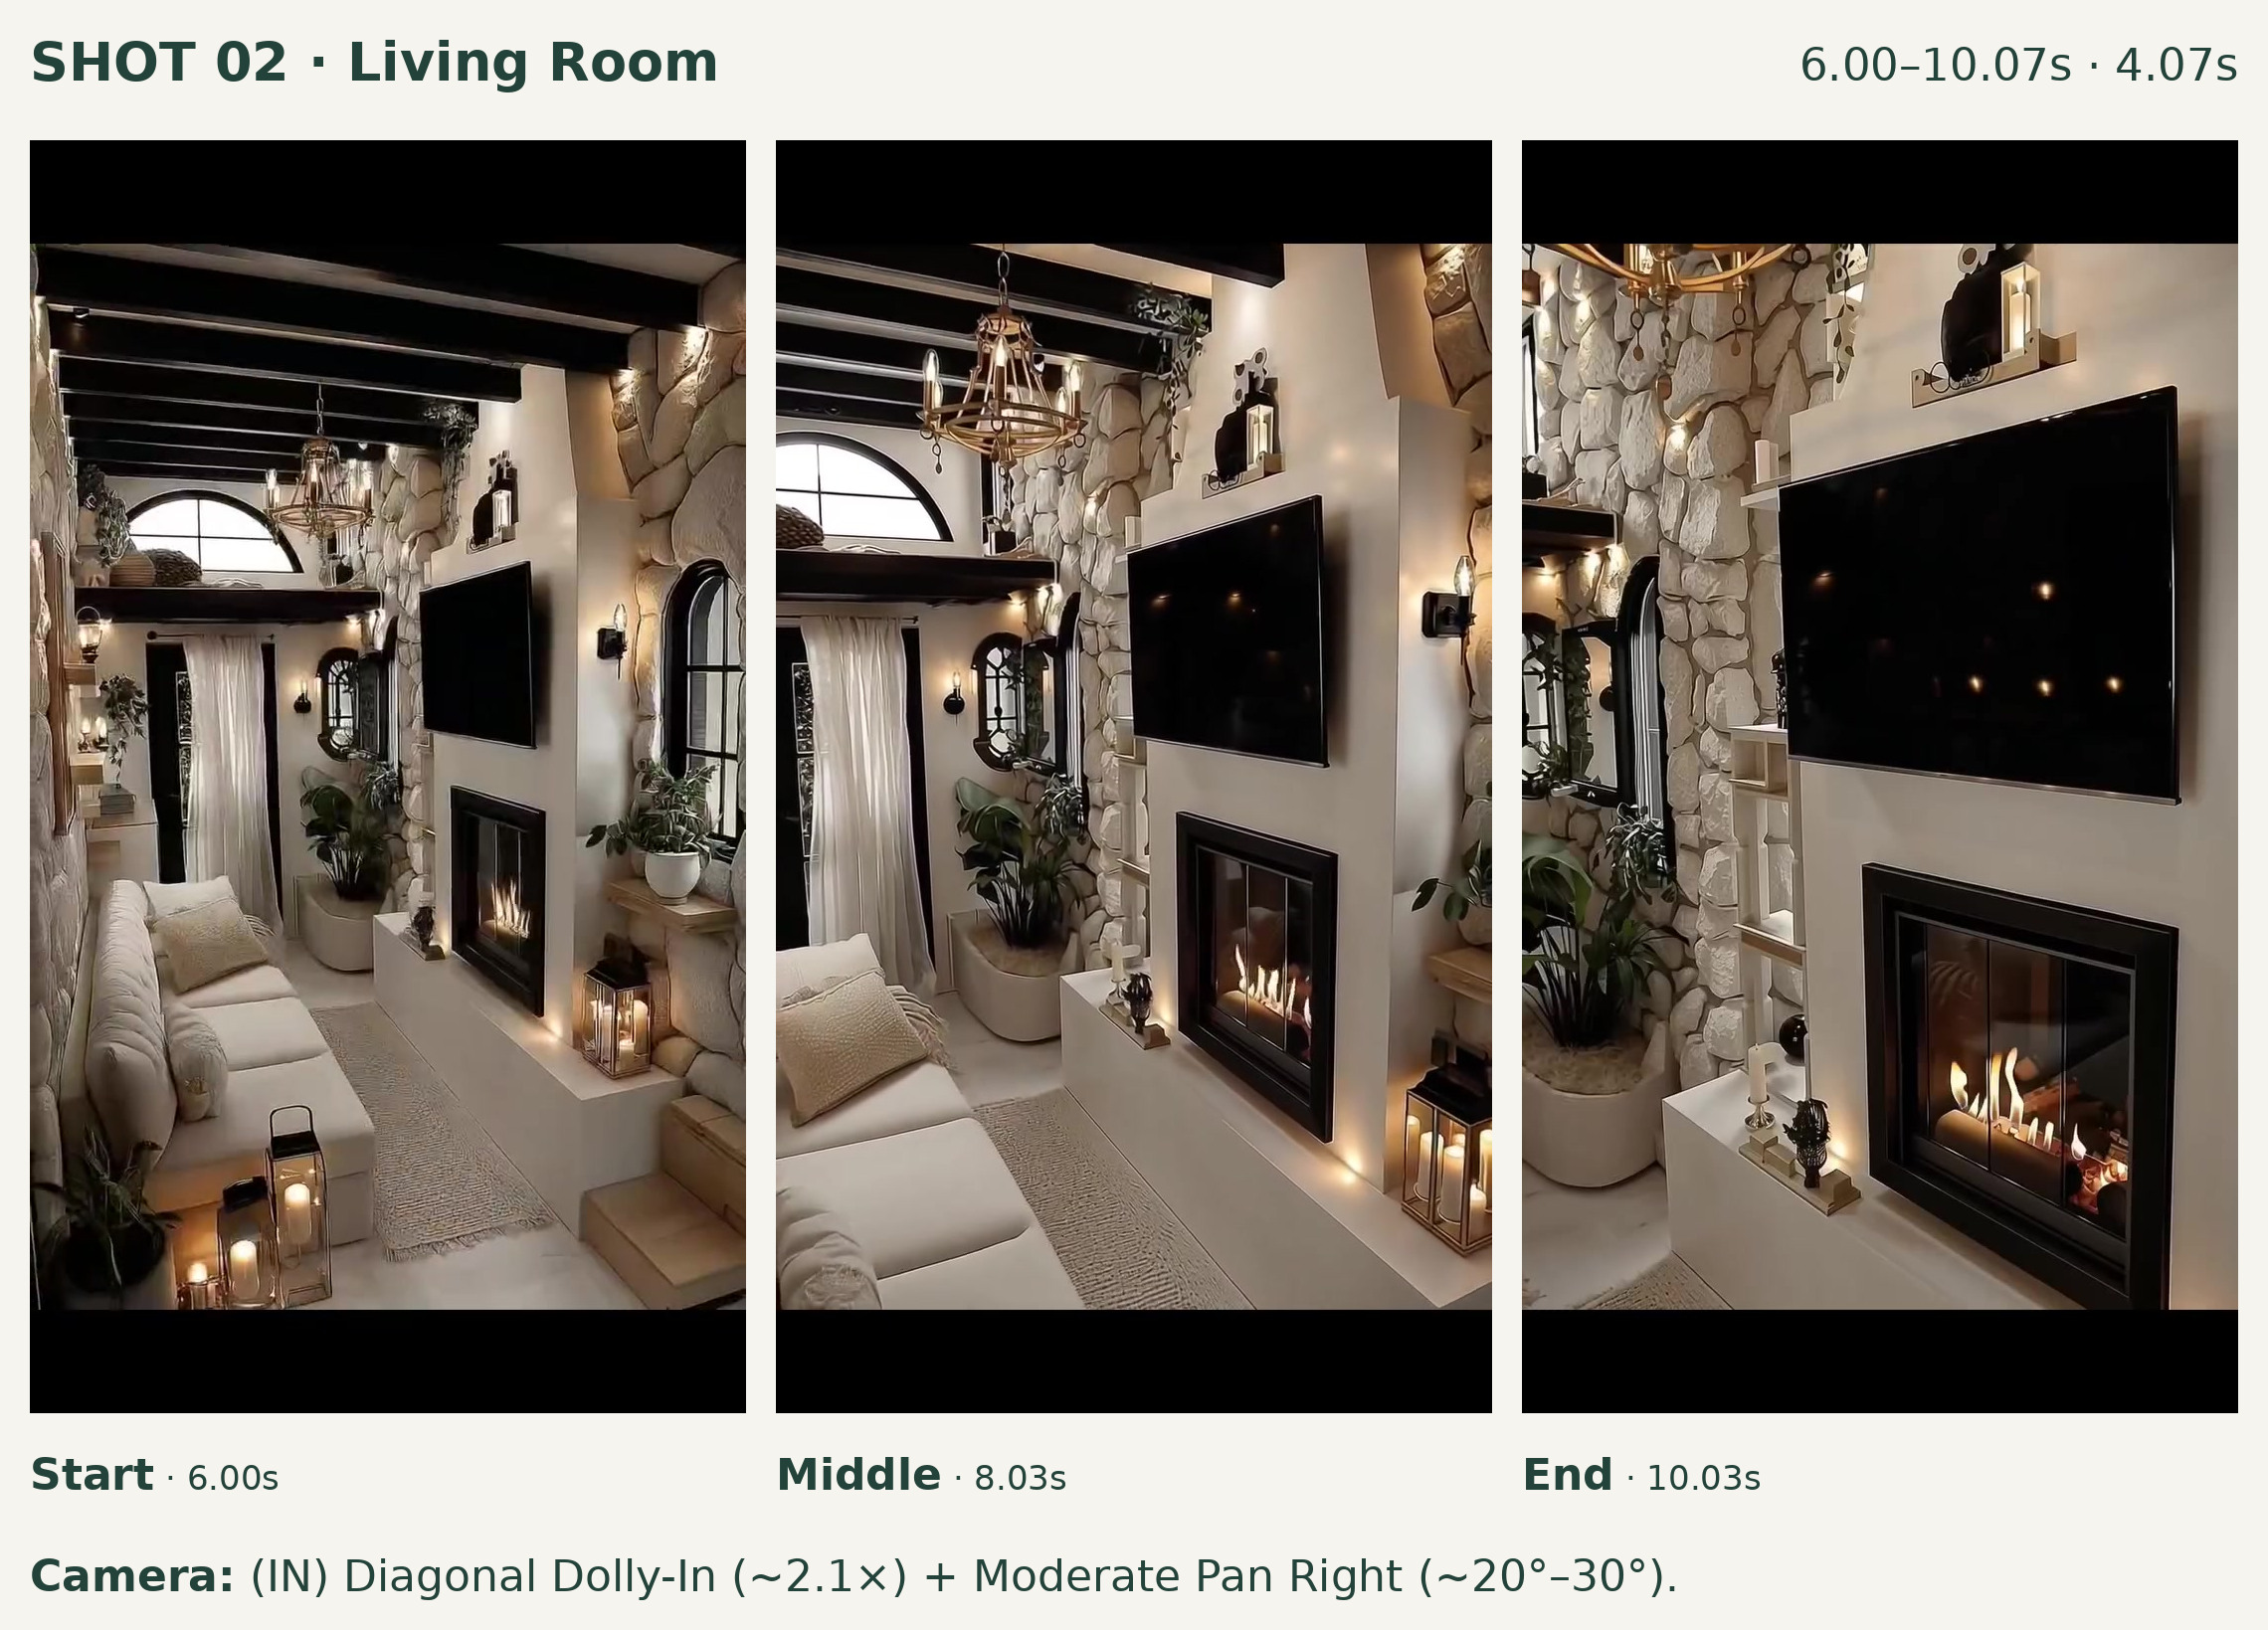 SHOT 02 · Living Room
6.00–10.07s · 4.07s
Start · 6.00s
Middle · 8.03s
End · 10.03s
Camera: (IN) Diagonal Dolly-In (~2.1×) + Moderate Pan Right (~20°–30°).